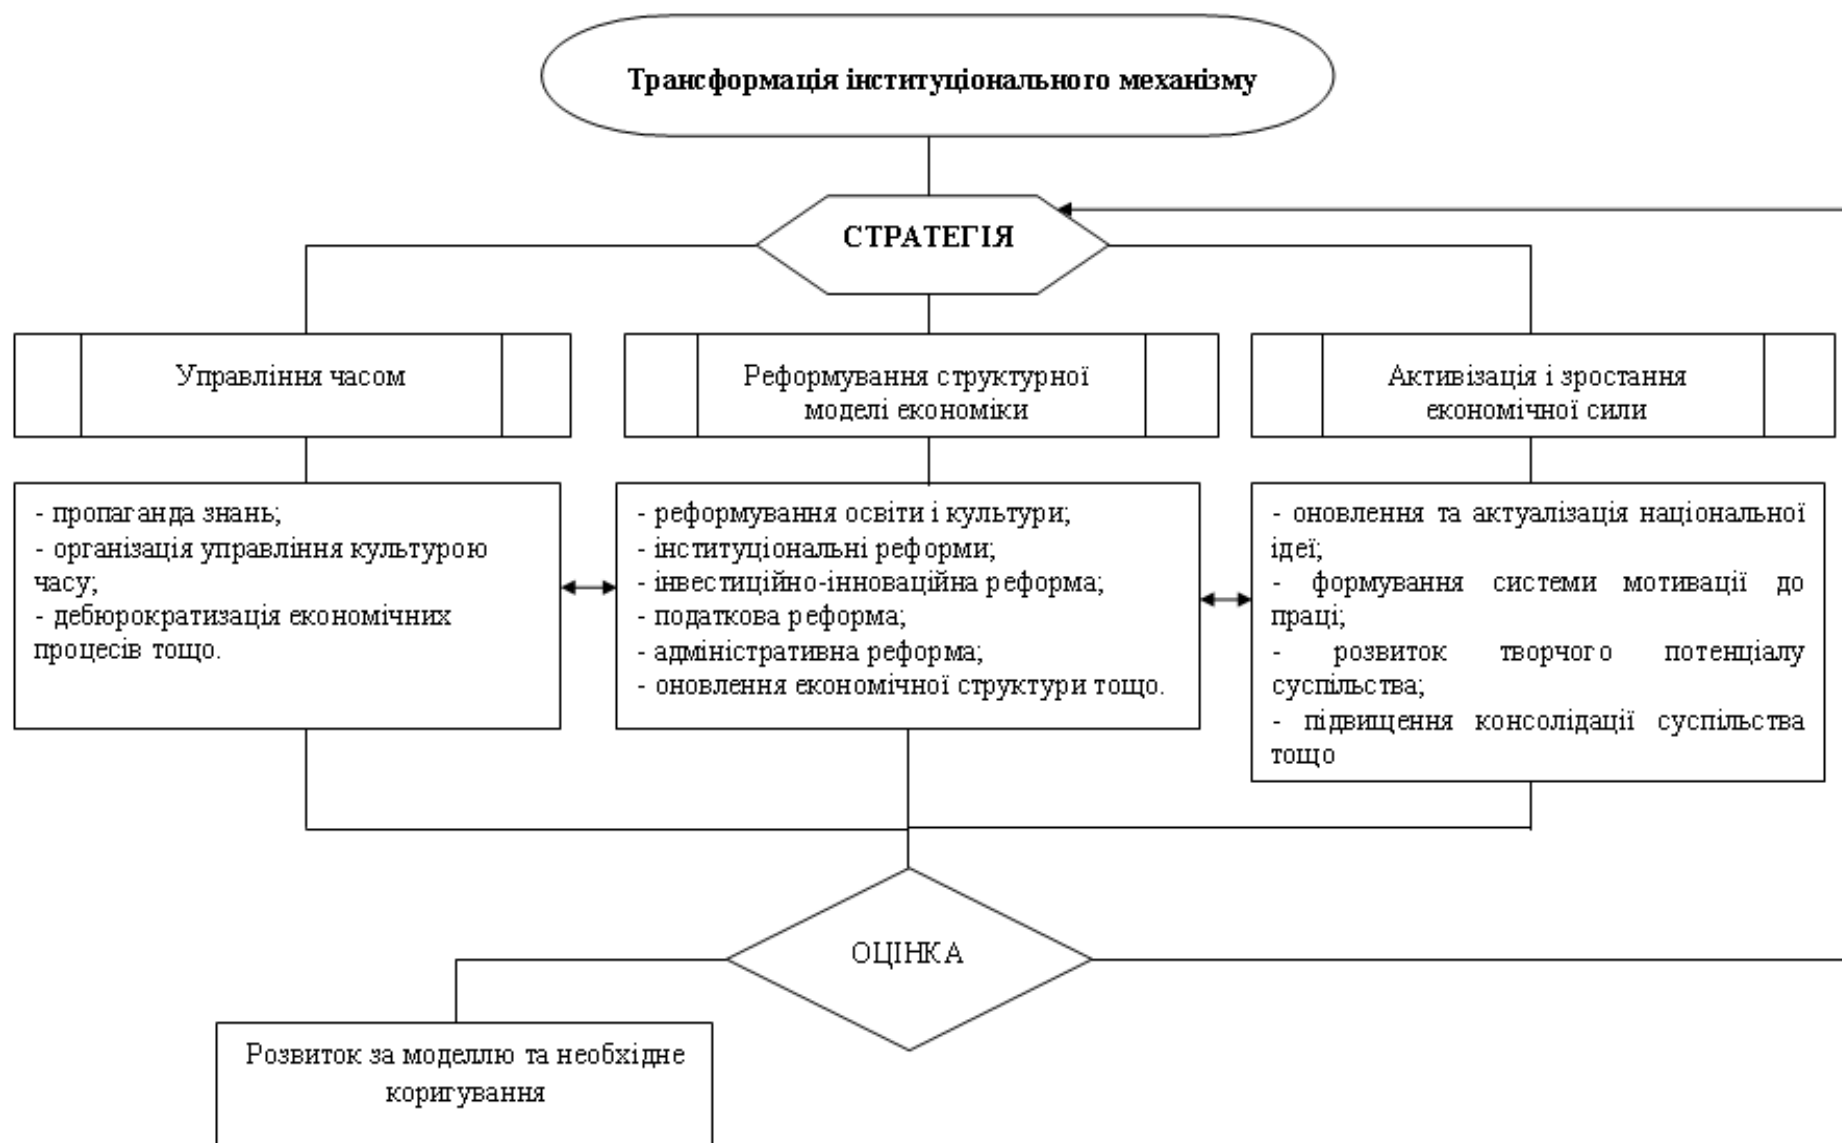 Трансформація інституціонального механізму
СТРАТЕГІЯ
Управління часом
Реформування структурної
моделі економіки
Активізація і зростання
економічної сили
- пропаганда знань;
- організація управління культурою
часу;
- дебюрократизація економічних
процесів тощо.
- реформування освіти і культури;
- інституціональні реформи;
- інвестиційно-інноваційна реформа;
- податкова реформа;
- адміністративна реформа;
- оновлення економічної структури тощо.
- оновлення та актуалізація національної
ідеї;
- формування системи мотивації до
праці;
- розвиток творчого потенціалу
суспільства;
- підвищення консолідації суспільства
тощо
ОЦІНКА
Розвиток за моделлю та необхідне
коригування